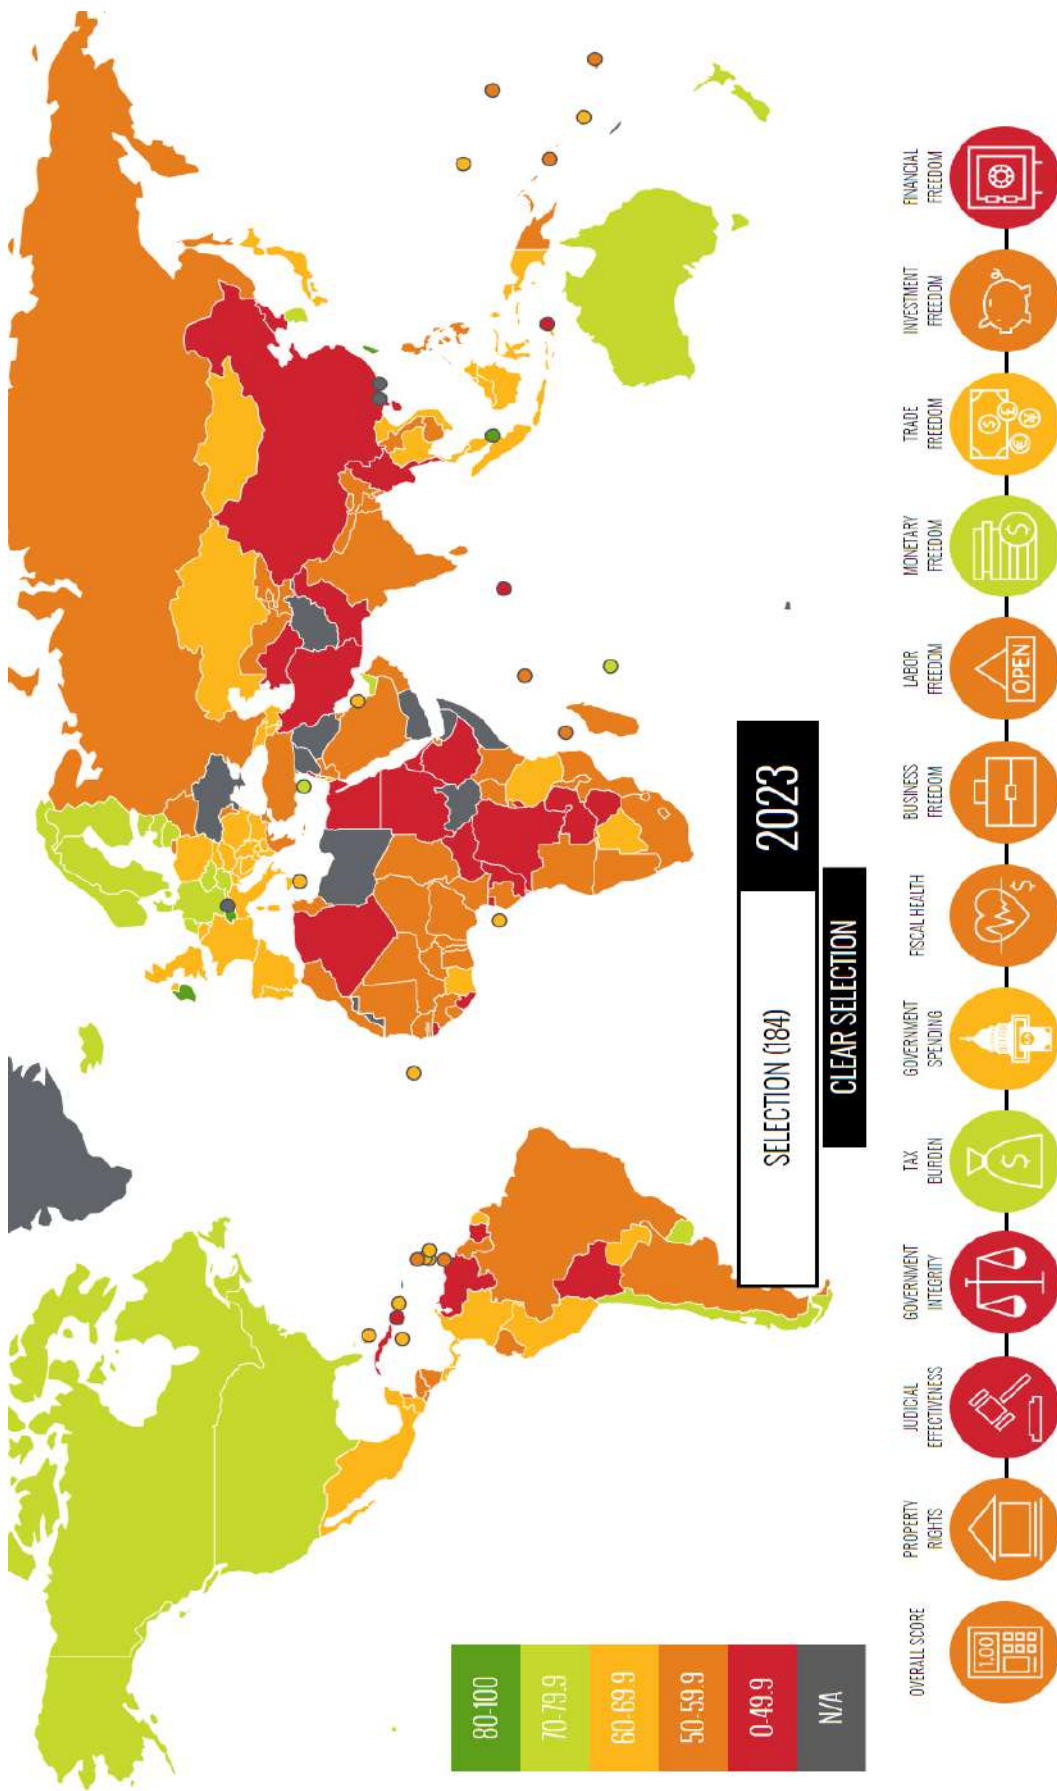 80-100
70-79.9
60-69.9
50-59.9
0-49.9
N/A
SELECTION (184)
2023
CLEAR SELECTION
OVERALL SCORE
1.00
PROPERTY
RIGHTS
JUDICIAL
EFFECTIVENESS
GOVERNMENT
INTEGRITY
TAX
BURDEN
$
GOVERNMENT
SPENDING
$
FISCAL HEALTH
$
BUSINESS
FREEDOM
LABOR
FREEDOM
OPEN
MONETARY
FREEDOM
$
TRADE
FREEDOM
$
£
€
¥
INVESTMENT
FREEDOM
FINANCIAL
FREEDOM